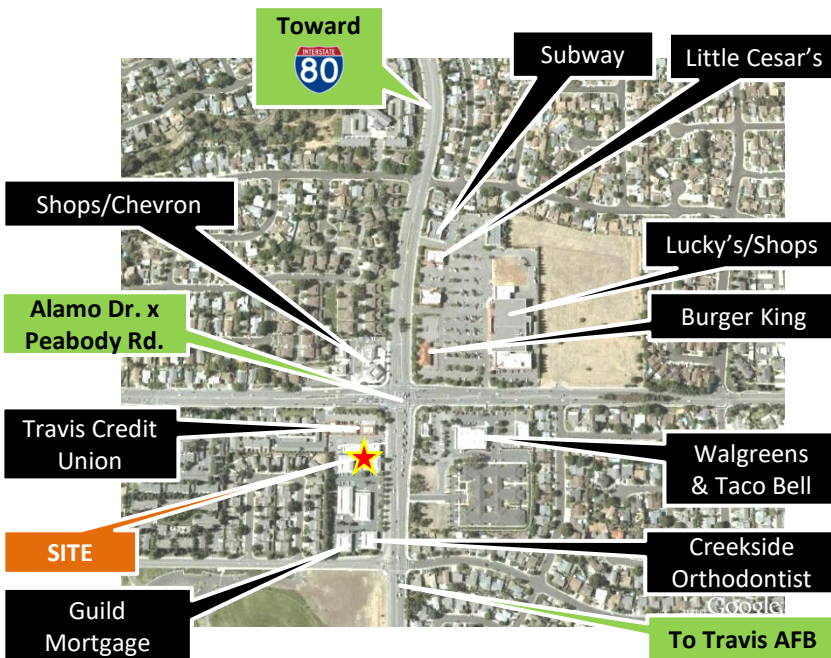 Toward
INTERSTATE
80
Subway
Little Cesar's
Shops/Chevron
Lucky's/Shops
Alamo Dr. x
Peabody Rd.
Burger King
Travis Credit
Union
Walgreens
& Taco Bell
SITE
Creekside
Orthodontist
Guild
Mortgage
Google
To Travis AFB